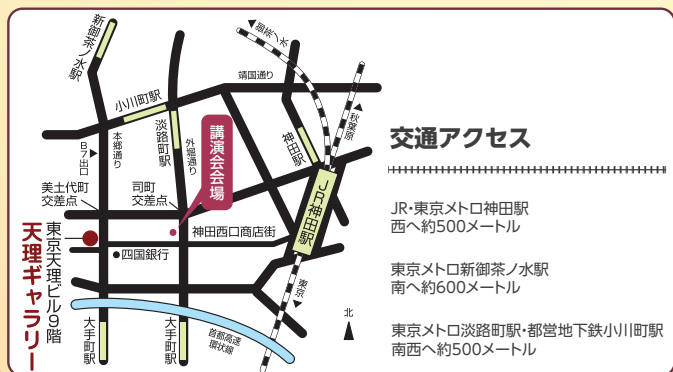 新御茶ノ水駅
御茶ノ水
靖国通り
小川町駅
秋葉原
淡路町駅
本郷通り
B7出口
外堀通り
講演会会場
神田駅
美土代町
交差点
司町
交差点
JR神田駅
神田西口商店街
四国銀行
東京天理ビル9階
天理ギャラリー
東京
北
大手町駅
大手町駅
首都高速
環状線
交通アクセス
JR・東京メトロ神田駅
西へ約500メートル
東京メトロ新御茶ノ水駅
南へ約600メートル
東京メトロ淡路町駅・都営地下鉄小川町駅
南西へ約500メートル